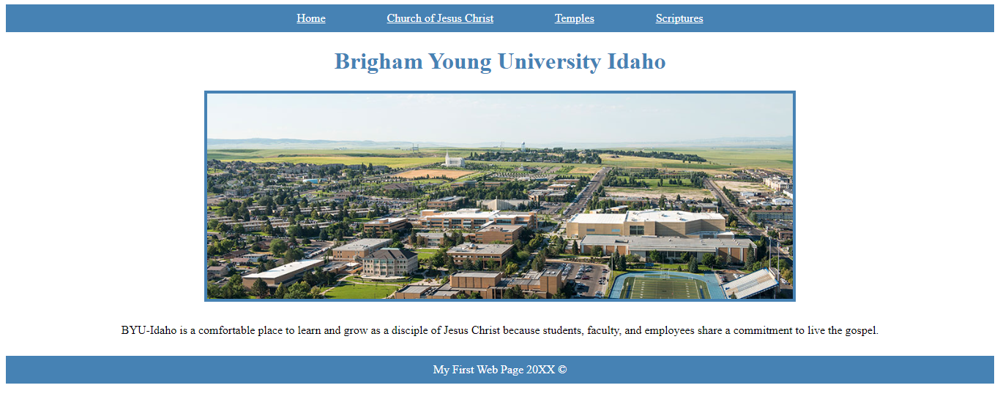 Home Church of Jesus Christ Temples Scriptures
Brigham Young University Idaho
BYU-Idaho is a comfortable place to learn and grow as a disciple of Jesus Christ because students, faculty, and employees share a commitment to live the gospel.
My First Web Page 20XX ©